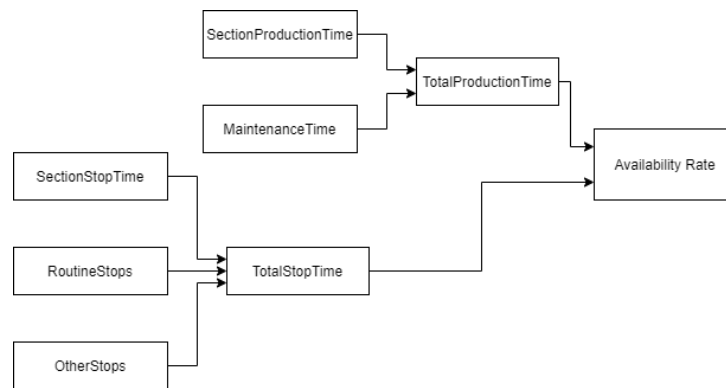 SectionProductionTime
TotalProductionTime
MaintenanceTime
Availability Rate
SectionStopTime
RoutineStops
TotalStopTime
OtherStops